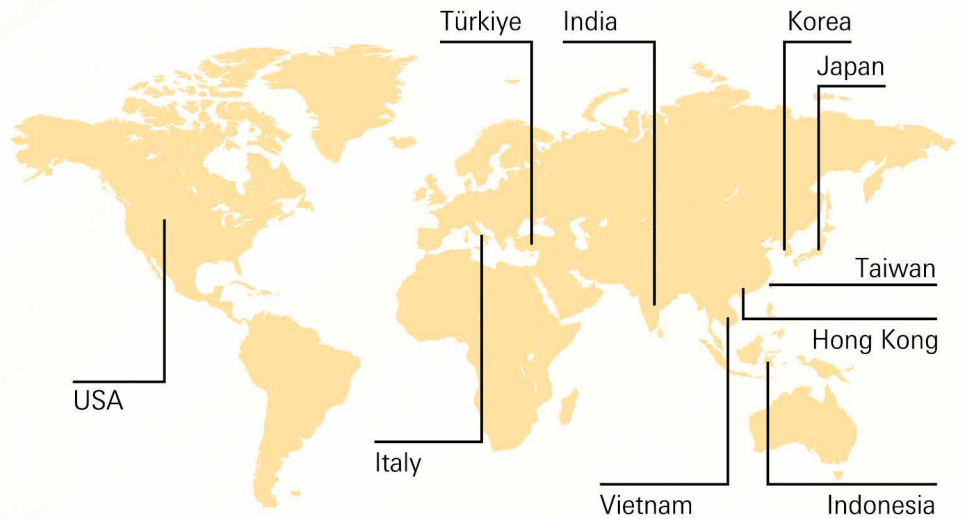 Türkiye
India
Korea
Japan
Taiwan
Hong Kong
USA
Italy
Vietnam
Indonesia